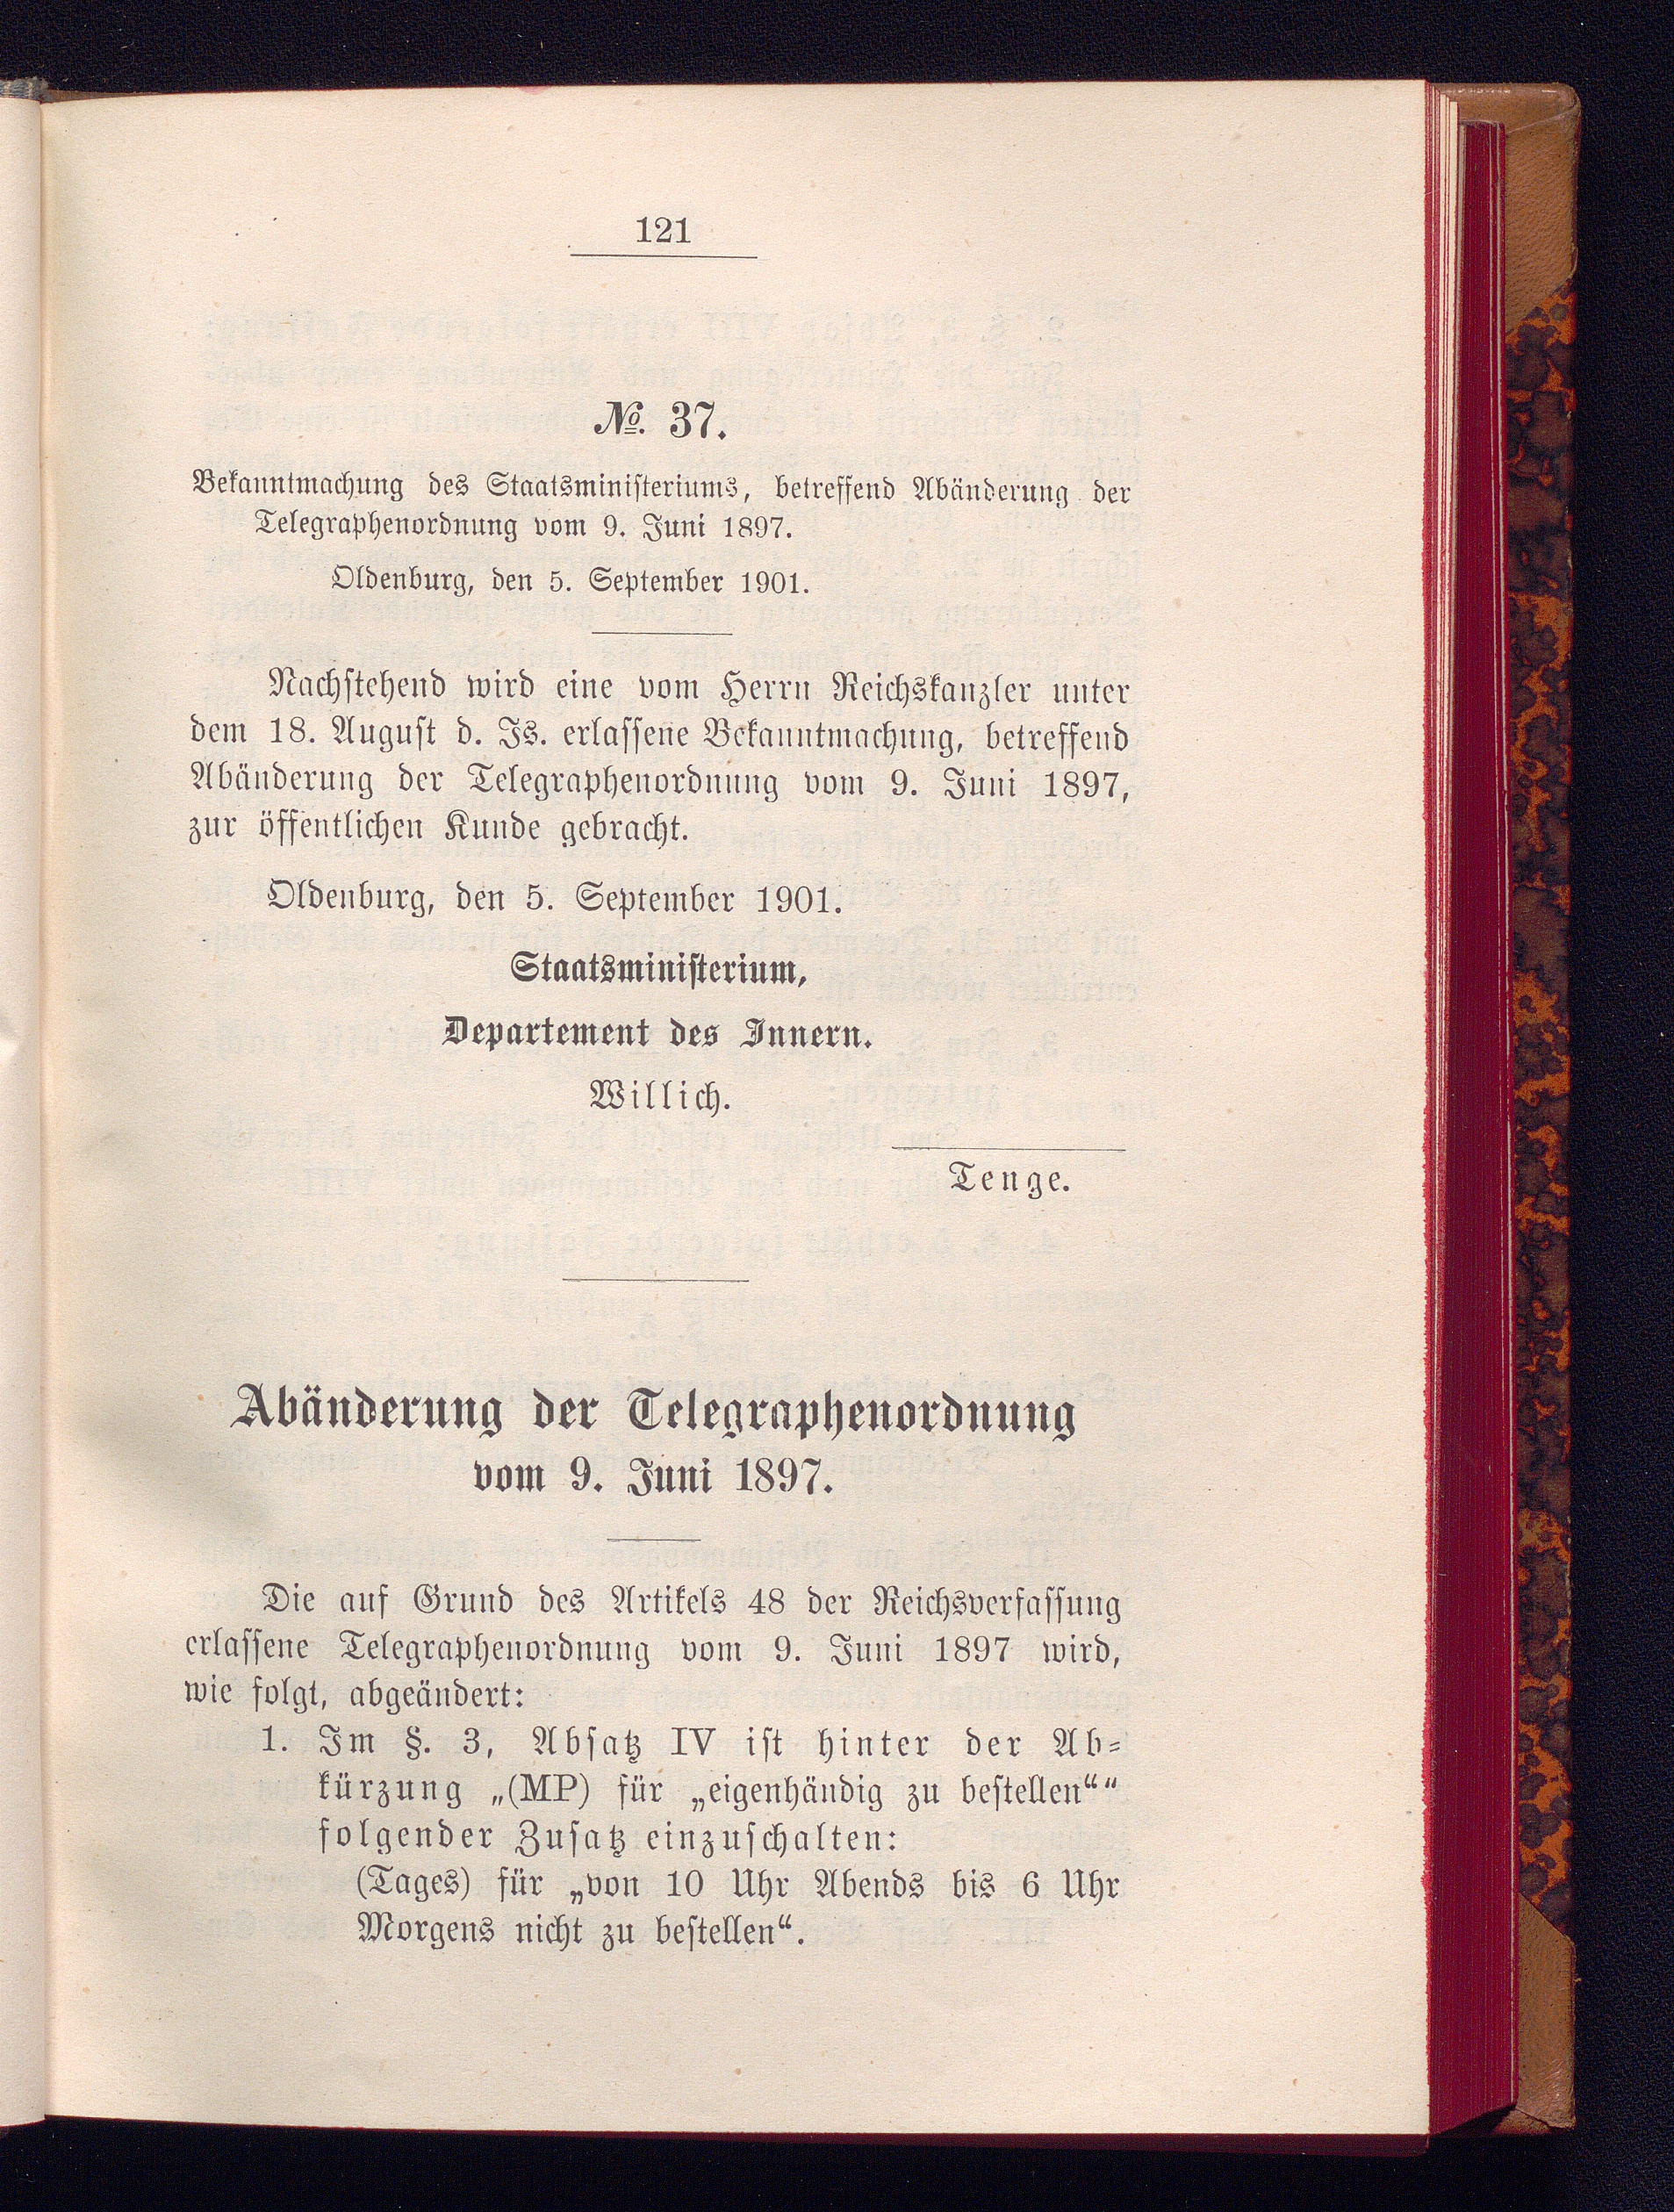 121
№. 37.
Bekanntmachung des Staatsministeriums, betreffend Abänderung der
Telegraphenordnung vom 9. Juni 1897.
Oldenburg, den 5. September 1901.
Nachstehend wird eine vom Herrn Reichskanzler unter
dem 18. August d. Js. erlassene Bekanntmachung, betreffend
Abänderung der Telegraphenordnung vom 9. Juni 1897,
zur öffentlichen Kunde gebracht.
Oldenburg, den 5. September 1901.
Staatsministerium,
Departement des Innern.
Willich.
Tenge.
Abänderung der Telegraphenordnung
vom 9. Juni 1897.
Die auf Grund des Artikels 48 der Reichsverfassung
erlassene Telegraphenordnung vom 9. Juni 1897 wird,
wie folgt, abgeändert:
1. Im §. 3, Absatz IV ist hinter der Ab-
kürzung „(MP) für „eigenhändig zu bestellen““
folgender Zusatz einzuschalten:
(Tages) für „von 10 Uhr Abends bis 6 Uhr
Morgens nicht zu bestellen“.